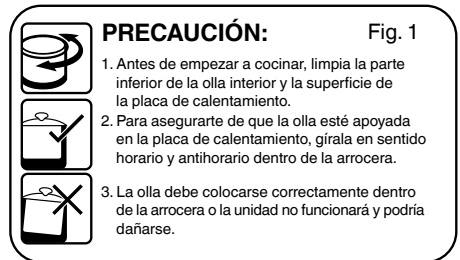 PRECAUCIÓN: Fig. 1
1. Antes de empezar a cocinar, limpia la parte
inferior de la olla interior y la superficie de
la placa de calentamiento.
2. Para asegurarte de que la olla esté apoyada
en la placa de calentamiento, gírala en sentido
horario y antihorario dentro de la arrocera.
3. La olla debe colocarse correctamente dentro
de la arrocera o la unidad no funcionará y podría
dañarse.